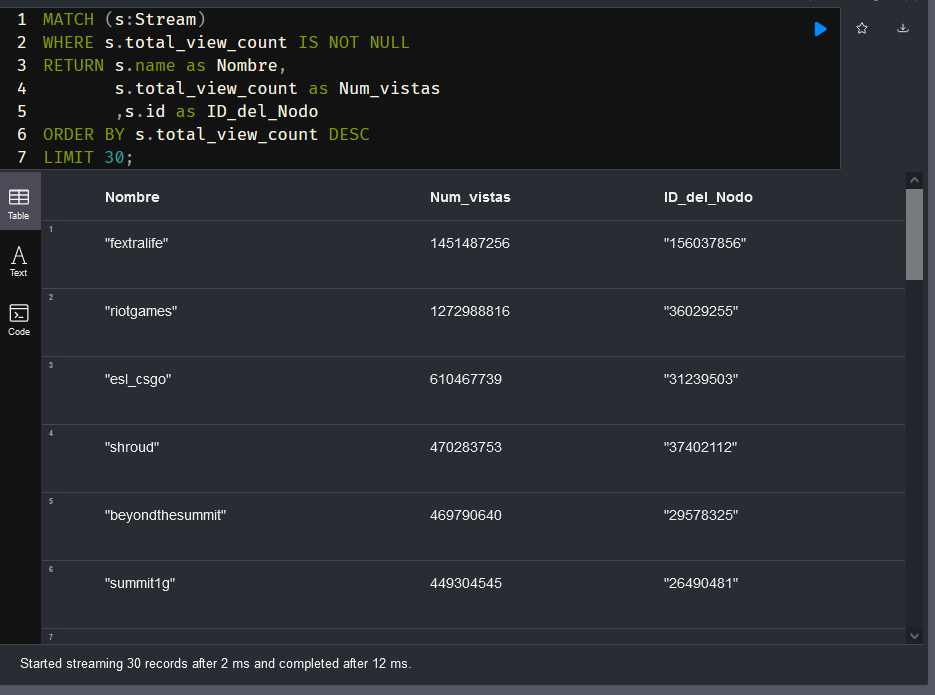 1 MATCH (s:Stream)
2 WHERE s.total_view_count IS NOT NULL
3 RETURN s.name as Nombre,
4 s.total_view_count as Num_vistas
5 ,s.id as ID_del_Nodo
6 ORDER BY s.total_view_count DESC
7 LIMIT 30;
Table
Text
Code
Nombre Num_vistas ID_del_Nodo
1 "fextralife" 1451487256 "156037856"
2 "riotgames" 1272988816 "36029255"
3 "esl_csgo" 610467739 "31239503"
4 "shroud" 470283753 "37402112"
5 "beyondthesummit" 469790640 "29578325"
6 "summit1g" 449304545 "26490481"
7
Started streaming 30 records after 2 ms and completed after 12 ms.